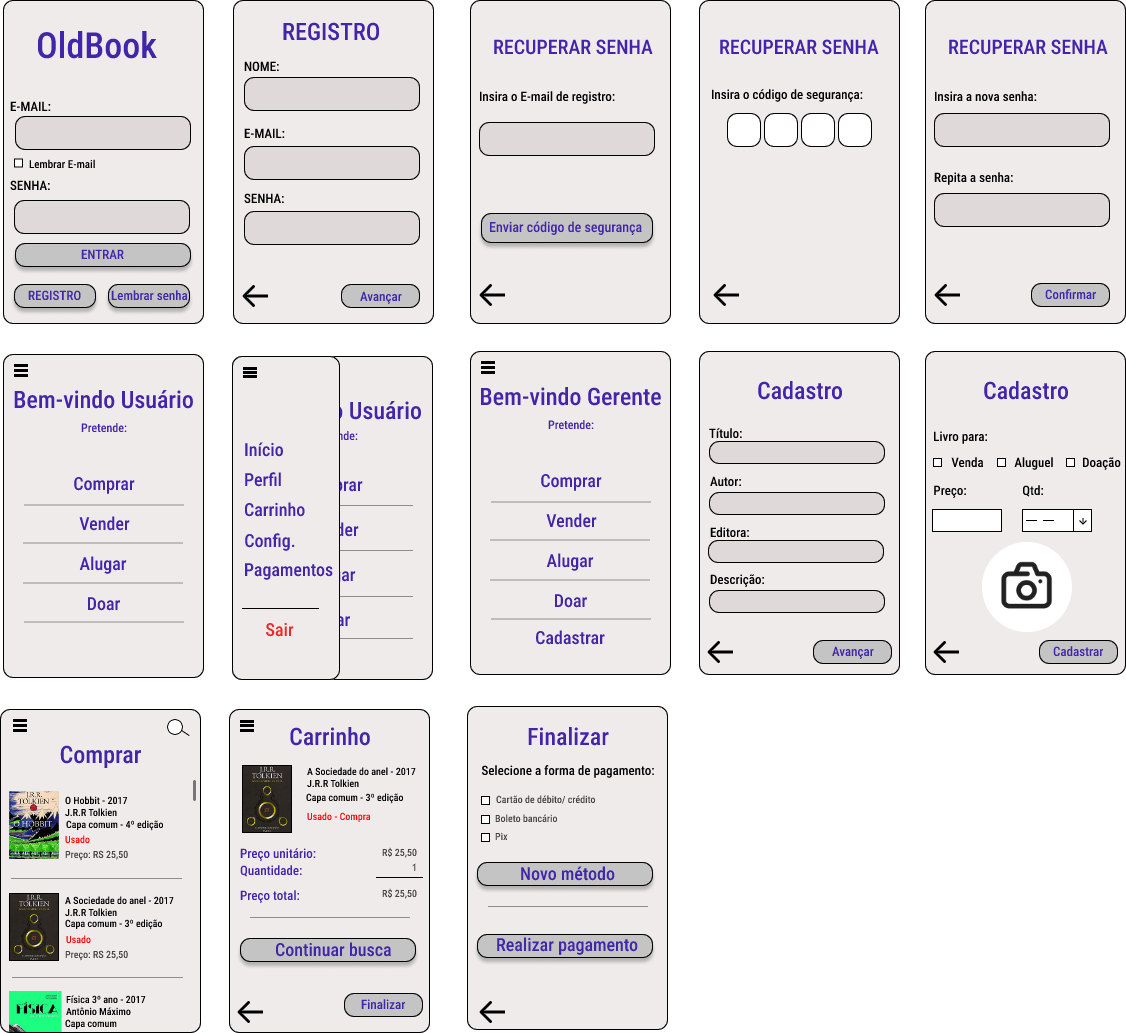 OldBook
E-MAIL:
Lembrar E-mail
SENHA:
ENTRAR
REGISTRO
Lembrar senha
REGISTRO
NOME:
E-MAIL:
SENHA:
Avançar
RECUPERAR SENHA
Insira o E-mail de registro:
Enviar código de segurança
RECUPERAR SENHA
Insira o código de segurança:
RECUPERAR SENHA
Insira a nova senha:
Repita a senha:
Confirmar
Bem-vindo Usuário
Pretende:
Comprar
Vender
Alugar
Doar
Início
Perfil
Carrinho
Config.
Pagamentos
Sair
o Usuário
nde:
prar
der
ar
ar
Bem-vindo Gerente
Pretende:
Comprar
Vender
Alugar
Doar
Cadastrar
Cadastro
Título:
Autor:
Editora:
Descrição:
Avançar
Cadastro
Livro para:
Venda
Aluguel
Doação
Preço:
Qtd:
Cadastrar
Comprar
J.R.R.
TOLKIEN
O HOBBIT
O Hobbit - 2017
J.R.R Tolkien
Capa comum - 4º edição
Usado
Preço: RS 25,50
J.R.R.
TOLKIEN
A Sociedade do anel - 2017
J.R.R Tolkien
Capa comum - 3º edição
Usado
Preço: RS 25,50
FÍSICA
Física 3º ano - 2017
Antônio Máximo
Capa comum
Carrinho
J.R.R.
TOLKIEN
A Sociedade do anel - 2017
J.R.R Tolkien
Capa comum - 3º edição
Usado - Compra
Preço unitário:
R$ 25,50
Quantidade:
1
Preço total:
R$ 25,50
Continuar busca
Finalizar
Finalizar
Selecione a forma de pagamento:
Cartão de débito/ crédito
Boleto bancário
Pix
Novo método
Realizar pagamento